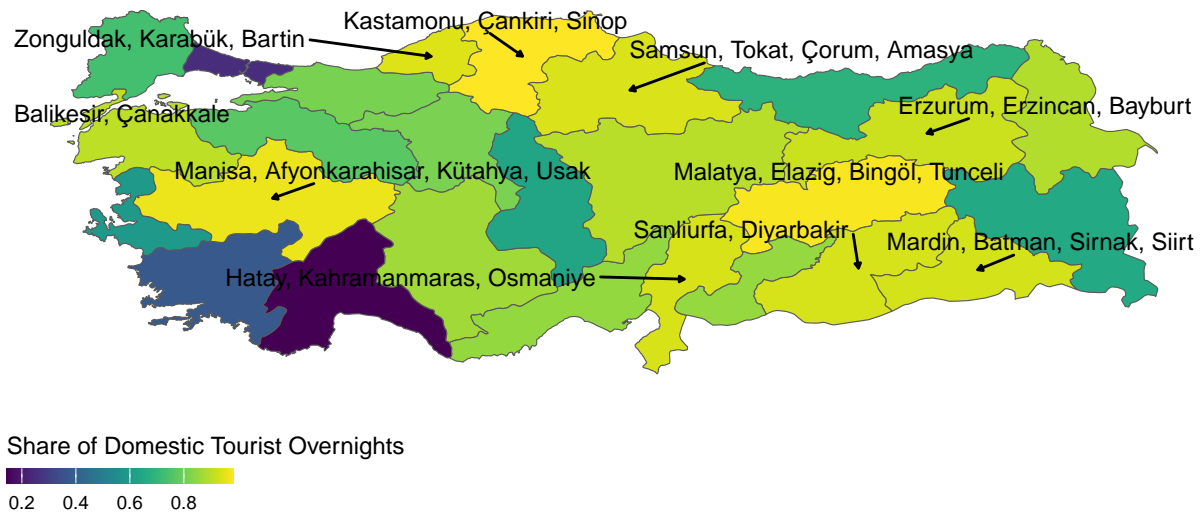 Kastamonu, Çankiri, Sinop
Zonguldak, Karabük, Bartin
Samsun, Tokat, Çorum, Amasya
Erzurum, Erzincan, Bayburt
Balikesir, Çanakkale
Manisa, Afyonkarahisar, Kütahya, Usak
Malatya, Elazig, Bingöl, Tunceli
Sanliurfa, Diyarbakir
Mardin, Batman, Sirnak, Siirt
Hatay, Kahramanmaras, Osmaniye
Share of Domestic Tourist Overnights
0.2 0.4 0.6 0.8